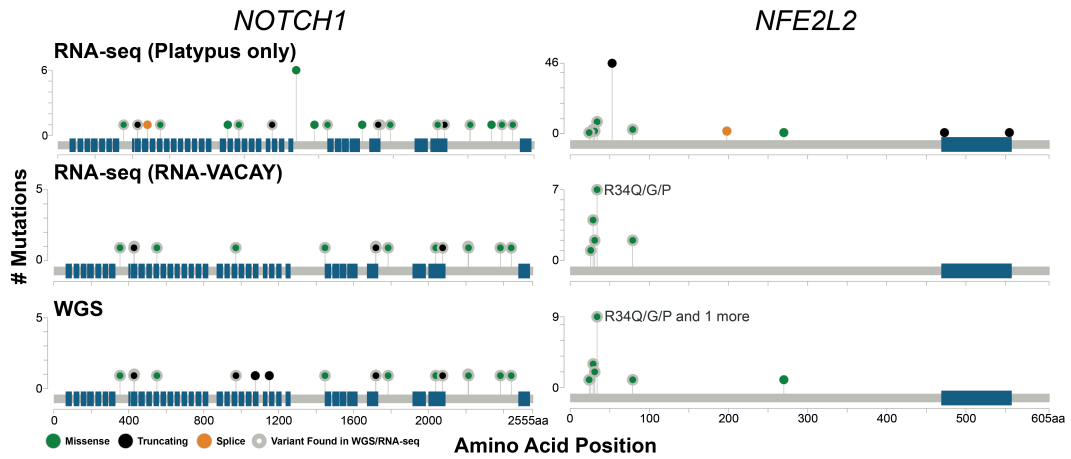 NOTCH1
NFE2L2
RNA-seq (Platypus only)
6
0
46
0
RNA-seq (RNA-VACAY)
5
0
7
R34Q/G/P
0
WGS
5
0
9
R34Q/G/P and 1 more
0
# Mutations
0 400 800 1200 1600 2000 2555aa
0 100 200 300 400 500 605aa
Missense Truncating Splice Variant Found in WGS/RNA-seq
Amino Acid Position